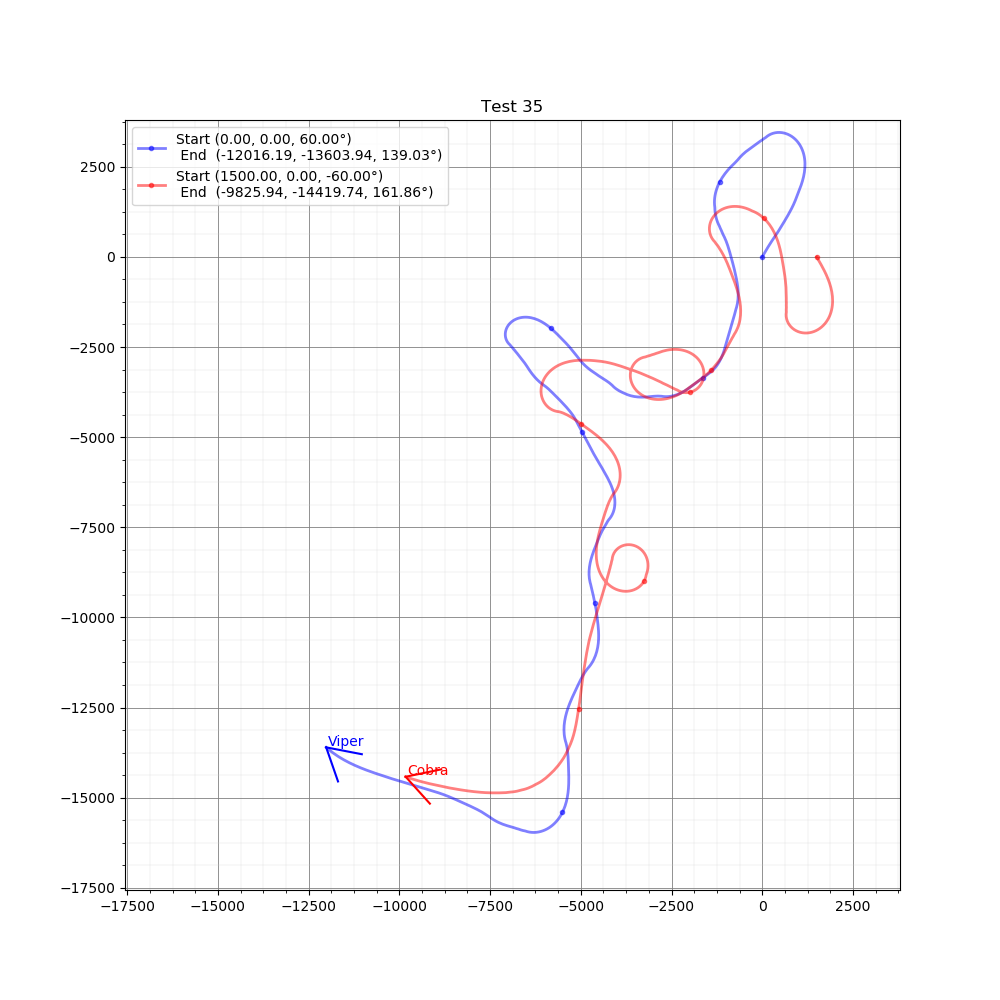 Test 35
Start (0.00, 0.00, 60.00°)
End (-12016.19, -13603.94, 139.03°)
Start (1500.00, 0.00, -60.00°)
End (-9825.94, -14419.74, 161.86°)
2500
0
−2500
−5000
−7500
−10000
−12500
−15000
−17500
Viper
Cobra
−17500 −15000 −12500 −10000 −7500 −5000 −2500 0 2500